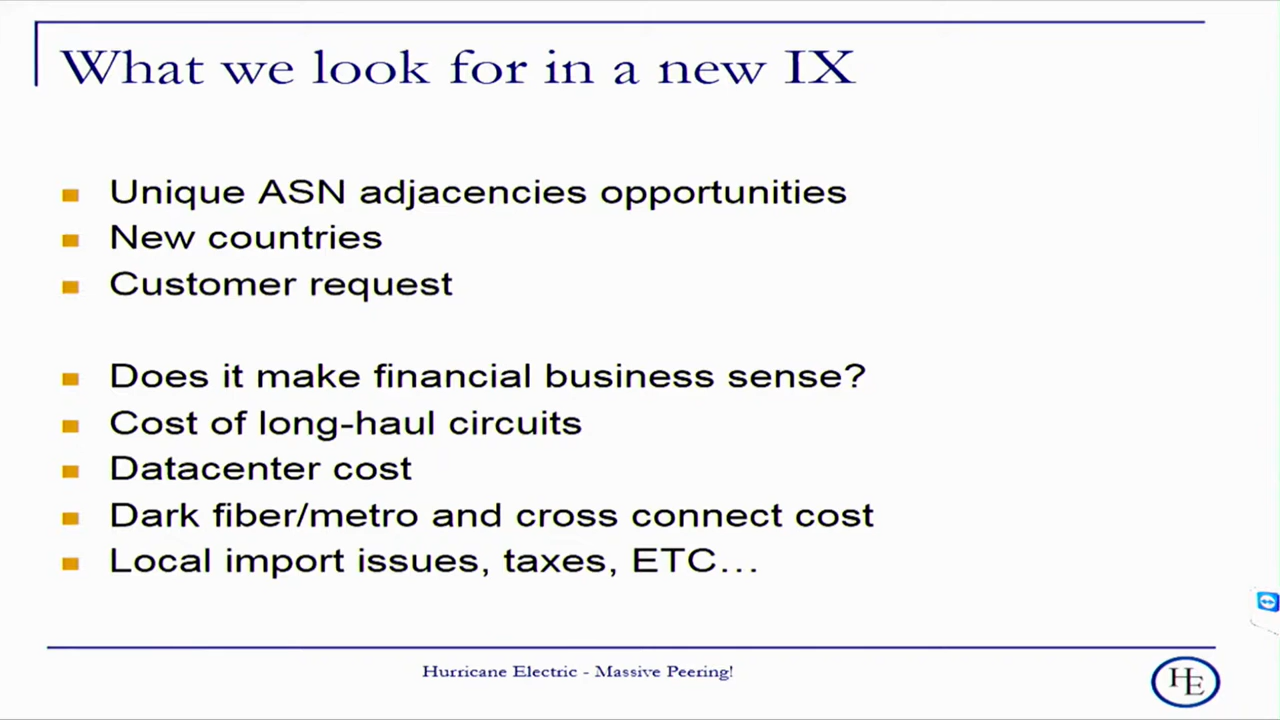 What we look for in a new IX
Unique ASN adjacencies opportunities
New countries
Customer request
Does it make financial business sense?
Cost of long-haul circuits
Datacenter cost
Dark fiber/metro and cross connect cost
Local import issues, taxes, ETC…
Hurricane Electric - Massive Peering!
HE